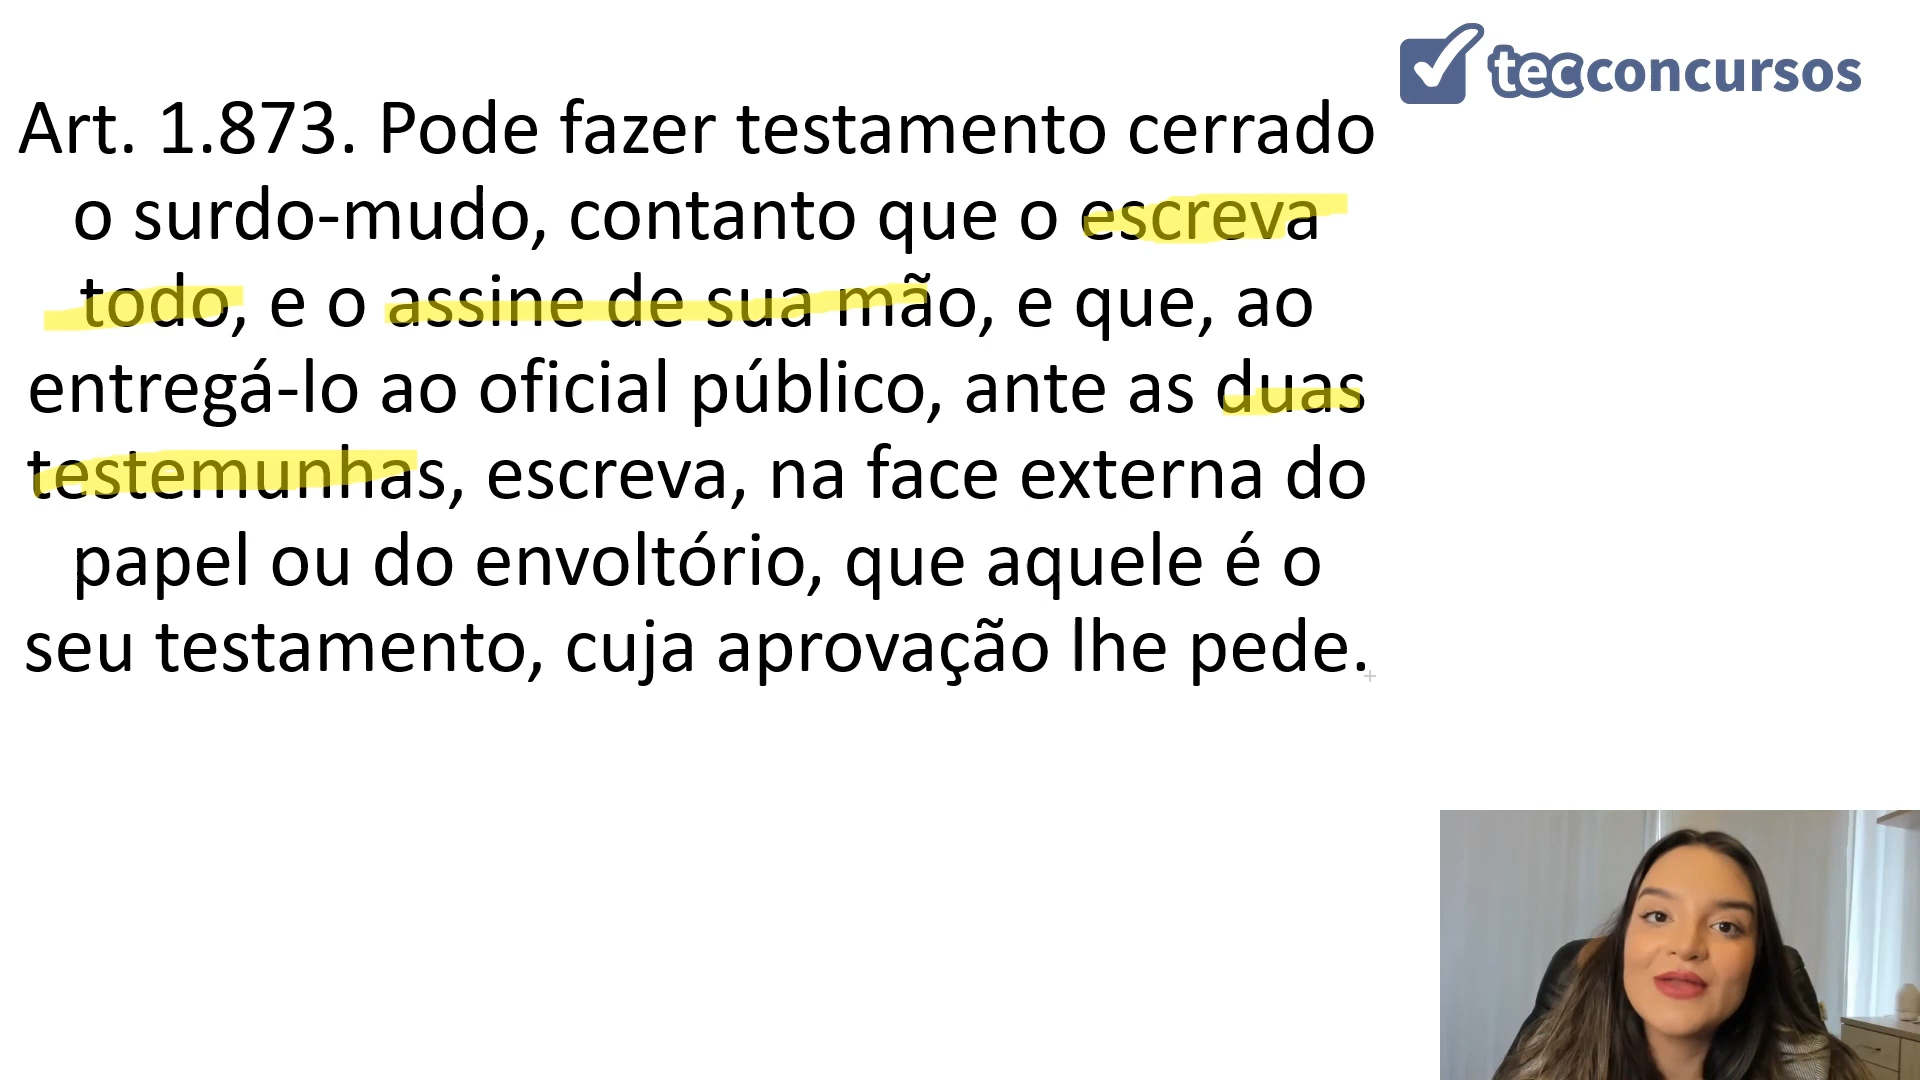 tecconcursos
Art. 1.873. Pode fazer testamento cerrado
o surdo-mudo, contanto que o escreva
todo, e o assine de sua mão, e que, ao
entregá-lo ao oficial público, ante as duas
testemunhas, escreva, na face externa do
papel ou do envoltório, que aquele é o
seu testamento, cuja aprovação lhe pede.